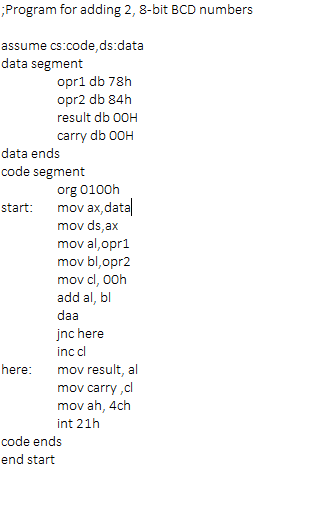 ;Program for adding 2, 8-bit BCD numbers
assume cs:code,ds:data
data segment
opr1 db 78h
opr2 db 84h
result db 00H
carry db 00H
data ends
code segment
org 0100h
start: mov ax,data
mov ds,ax
mov al,opr1
mov bl,opr2
mov cl, 00h
add al, bl
daa
jnc here
inc cl
here: mov result, al
mov carry ,cl
mov ah, 4ch
int 21h
code ends
end start